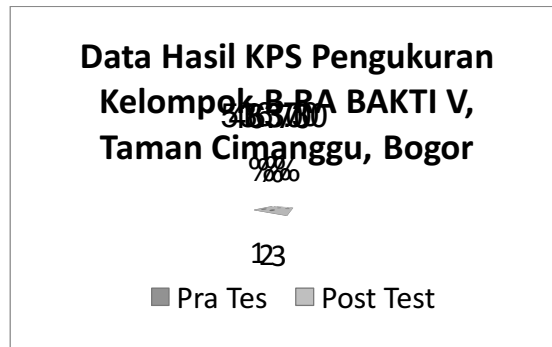 Data Hasil KPS Pengukuran
Kelompok B RA BAKTI V,
Taman Cimanggu, Bogor
123
Pra Tes Post Test